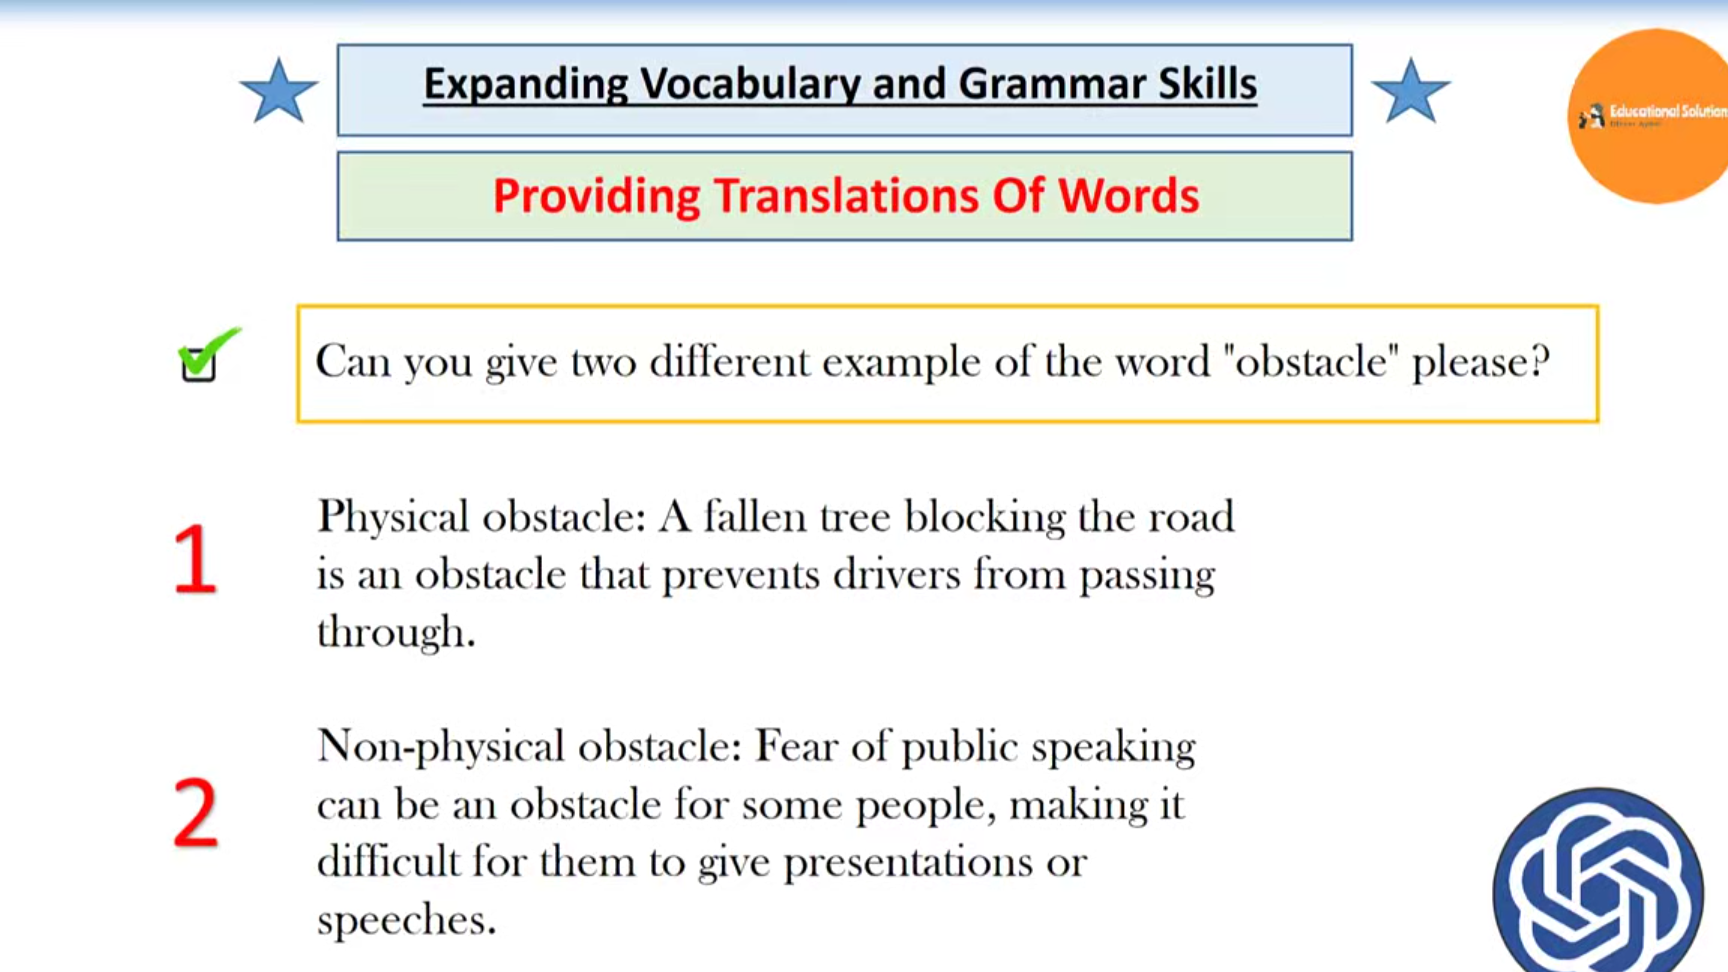 Expanding Vocabulary and Grammar Skills
Educational Solution
Providing Translations Of Words
Can you give two different example of the word "obstacle" please?
1
Physical obstacle: A fallen tree blocking the road
is an obstacle that prevents drivers from passing
through.
2
Non-physical obstacle: Fear of public speaking
can be an obstacle for some people, making it
difficult for them to give presentations or
speeches.